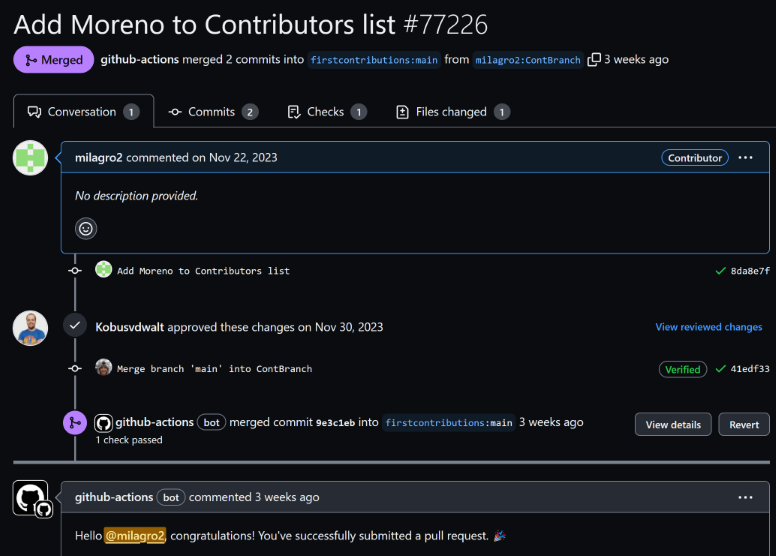 Add Moreno to Contributors list #77226
Merged github-actions merged 2 commits into firstcontributions:main from milagro2:ContBranch 3 weeks ago
Conversation 1 Commits 2 Checks 1 Files changed 1
milagro2 commented on Nov 22, 2023 Contributor ...
No description provided.
Add Moreno to Contributors list 8da8e7f
Kobusvdwalt approved these changes on Nov 30, 2023 View reviewed changes
Merge branch 'main' into ContBranch Verified 41edf33
github-actions bot merged commit 9e3c1eb into firstcontributions:main 3 weeks ago View details Revert
1 check passed
github-actions bot commented 3 weeks ago ...
Hello @milagro2, congratulations! You've successfully submitted a pull request. 🎉